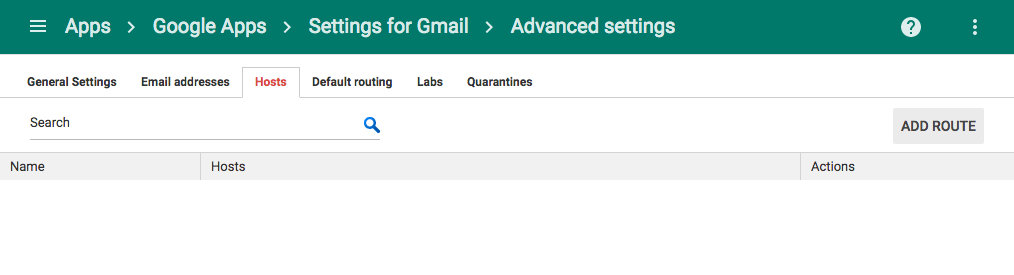 Apps > Google Apps > Settings for Gmail > Advanced settings ?
General Settings Email addresses Hosts Default routing Labs Quarantines
Search ADD ROUTE
Name Hosts Actions